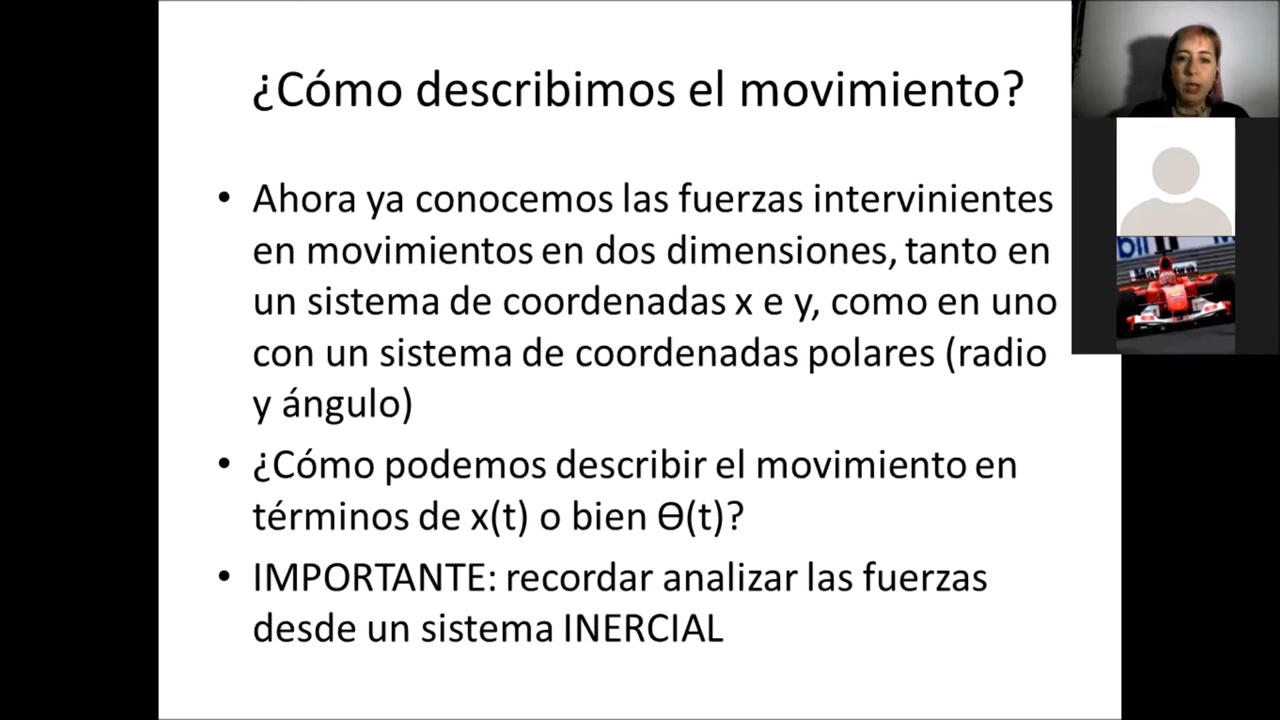 ¿Cómo describimos el movimiento?
• Ahora ya conocemos las fuerzas intervinientes
en movimientos en dos dimensiones, tanto en
un sistema de coordenadas x e y, como en uno
con un sistema de coordenadas polares (radio
y ángulo)
• ¿Cómo podemos describir el movimiento en
términos de x(t) o bien ϴ(t)?
• IMPORTANTE: recordar analizar las fuerzas
desde un sistema INERCIAL